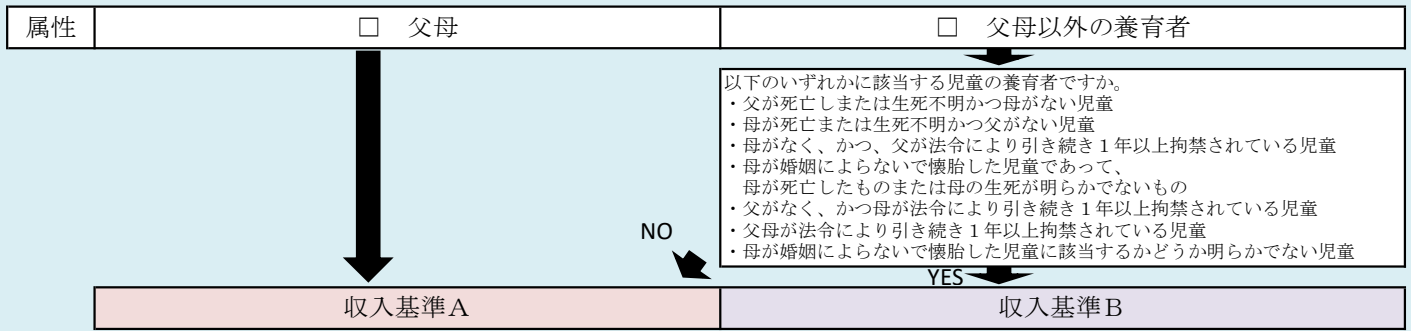 属性 □ 父母 □ 父母以外の養育者
以下のいずれかに該当する児童の養育者ですか。
・父が死亡しまたは生死不明かつ母がない児童
・母が死亡または生死不明かつ父がない児童
・母がなく、かつ、父が法令により引き続き１年以上拘禁されている児童
・母が婚姻によらないで懐胎した児童であって、
母が死亡したものまたは母の生死が明らかでないもの
・父がなく、かつ母が法令により引き続き１年以上拘禁されている児童
・父母が法令により引き続き１年以上拘禁されている児童
・母が婚姻によらないで懐胎した児童に該当するかどうか明らかでない児童
NO
YES
収入基準Ａ 収入基準Ｂ